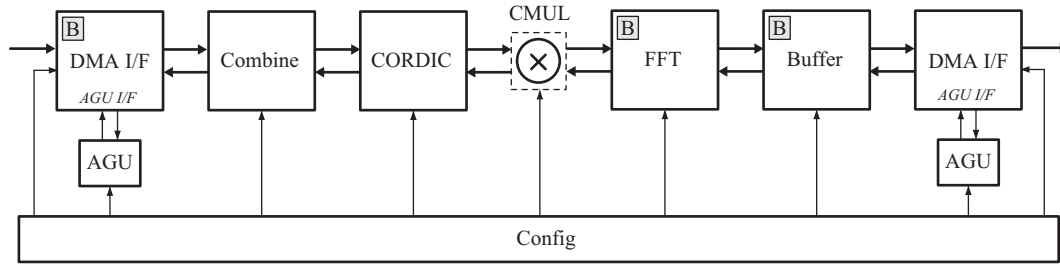 CMUL
B
B
B
DMA I/F
Combine
CORDIC
FFT
Buffer
DMA I/F
AGU I/F
AGU I/F
AGU
AGU
Config